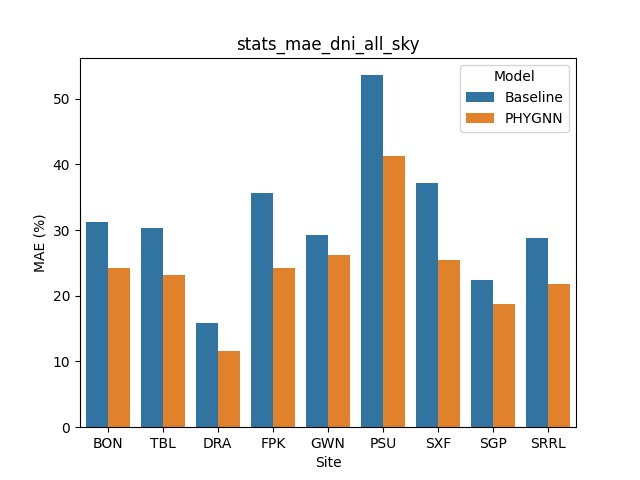 stats_mae_dni_all_sky
Model
Baseline
PHYGNN
MAE (%)
50
40
30
20
10
0
BON TBL DRA FPK GWN PSU SXF SGP SRRL
Site